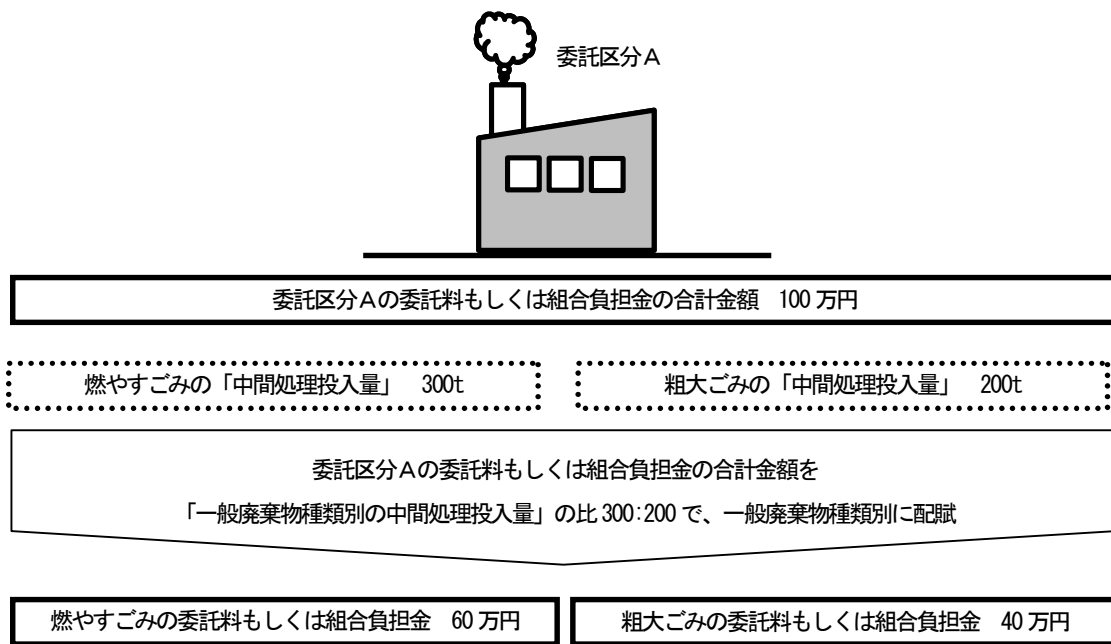 委託区分A
委託区分Aの委託料もしくは組合負担金の合計金額　100万円
燃やすごみの「中間処理投入量」　300t
粗大ごみの「中間処理投入量」　200t
委託区分Aの委託料もしくは組合負担金の合計金額を
「一般廃棄物種類別の中間処理投入量」の比300:200で、一般廃棄物種類別に配賦
燃やすごみの委託料もしくは組合負担金　60万円
粗大ごみの委託料もしくは組合負担金　40万円